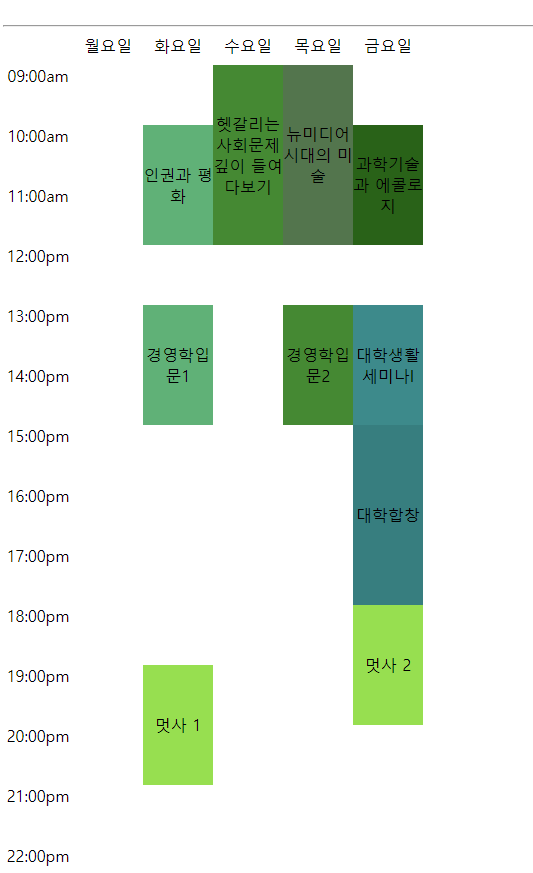 월요일 화요일 수요일 목요일 금요일
09:00am
10:00am
11:00am
12:00pm
13:00pm
14:00pm
15:00pm
16:00pm
17:00pm
18:00pm
19:00pm
20:00pm
21:00pm
22:00pm
인권과 평
화
경영학입
문1
멋사 1
헷갈리는
사회문제
깊이 들여
다보기
뉴미디어
시대의 미
술
경영학입
문2
과학기술
과 에콜로
지
대학생활
세미나I
대학합창
멋사 2